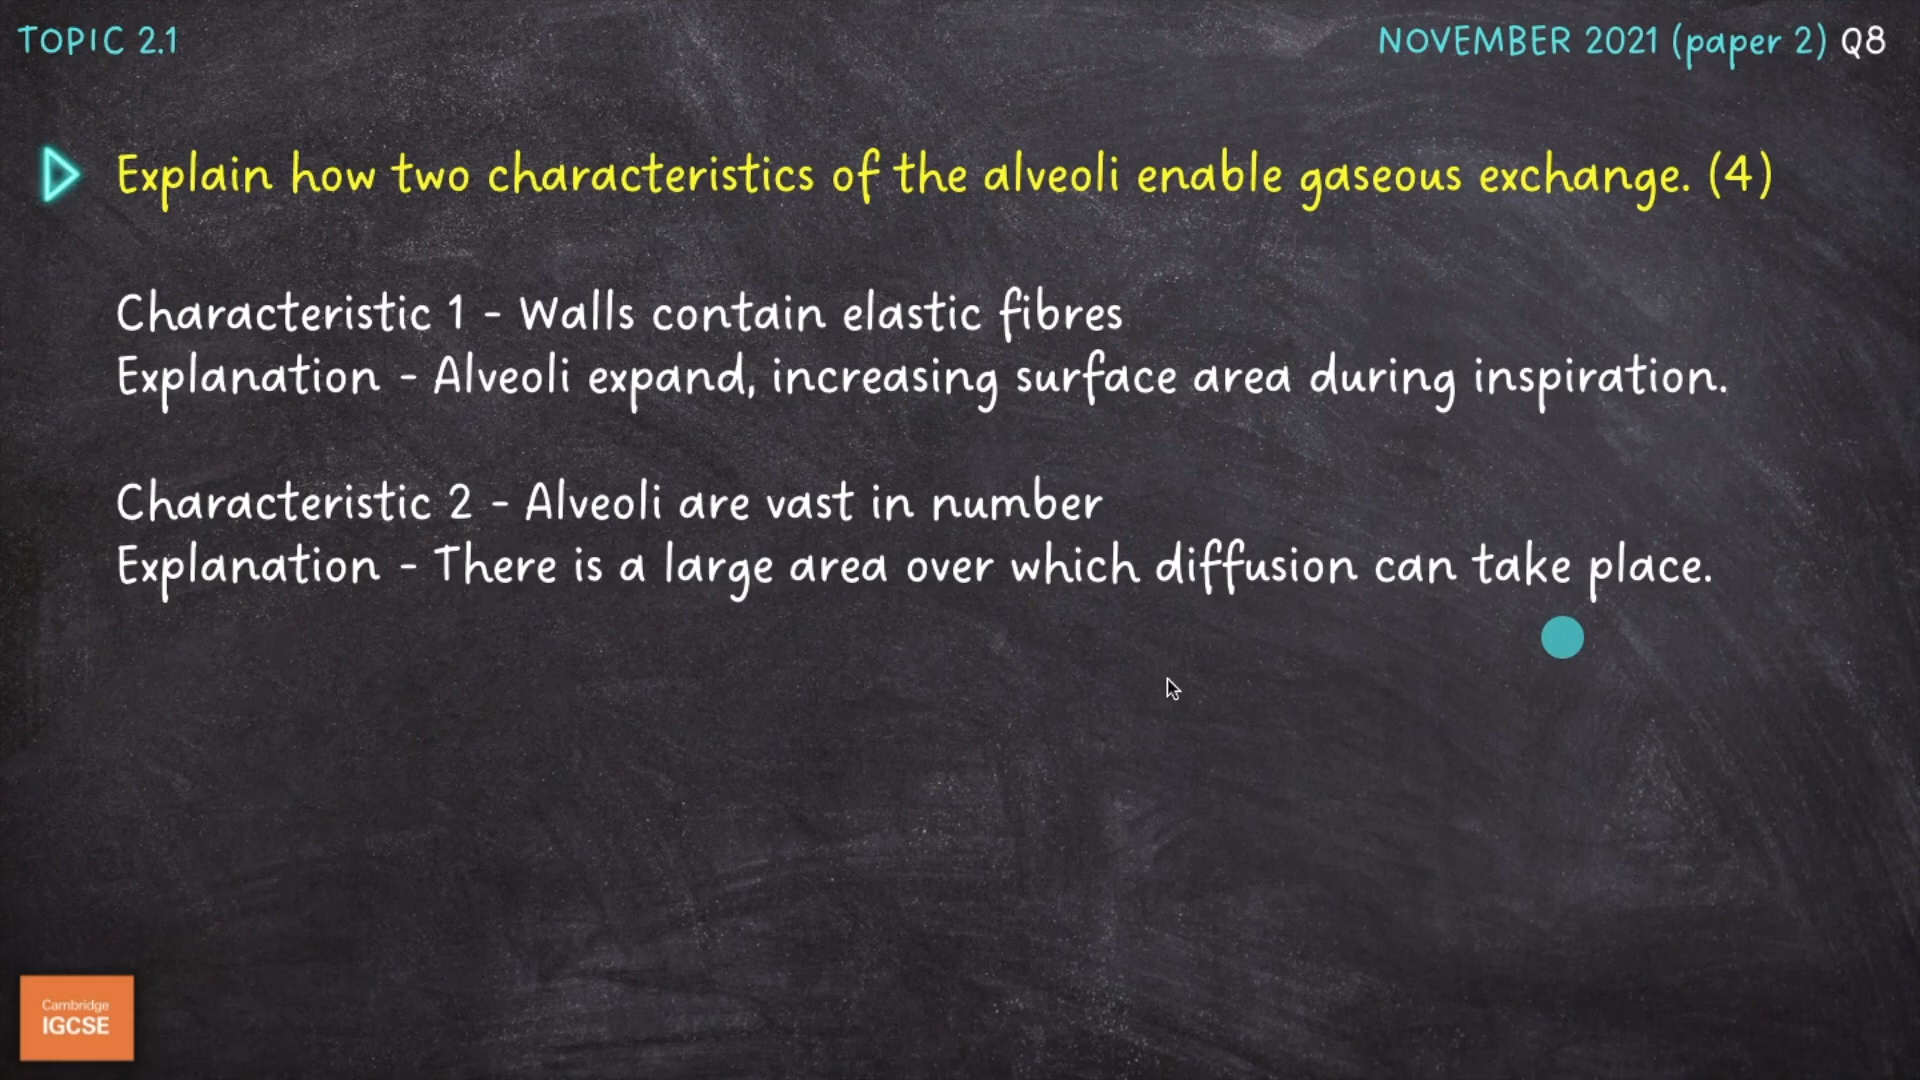 TOPIC 2.1
NOVEMBER 2021 (paper 2) Q8
Explain how two characteristics of the alveoli enable gaseous exchange. (4)
Characteristic 1 - Walls contain elastic fibres
Explanation - Alveoli expand, increasing surface area during inspiration.
Characteristic 2 - Alveoli are vast in number
Explanation - There is a large area over which diffusion can take place.
Cambridge
IGCSE